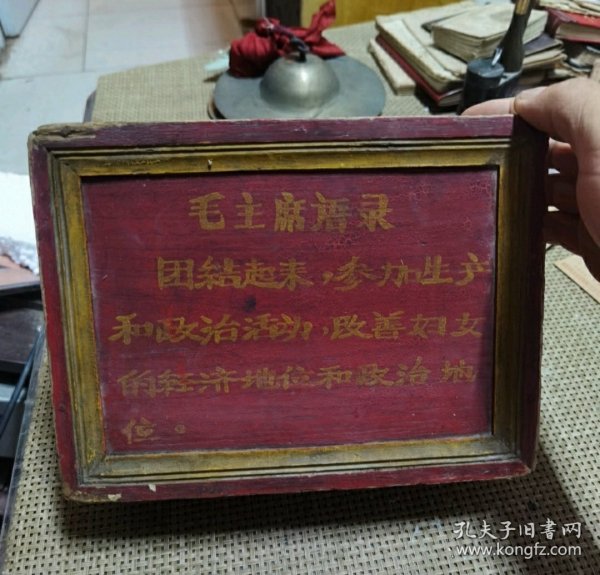 毛主席语录
团结起来，参加生产
和政治活动，改善妇女
的经济地位和政治地
位。
孔夫子旧书网
www.kongfz.com